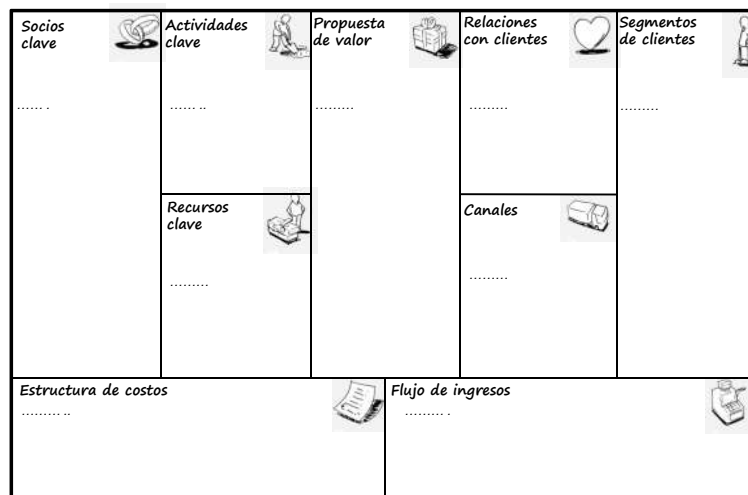 Socios
clave
...... .
Actividades
clave
...... ..
Recursos
clave
.........
Propuesta
de valor
.........
Relaciones
con clientes
.........
Canales
.........
Segmentos
de clientes
.........
Estructura de costos
......... ..
Flujo de ingresos
......... .